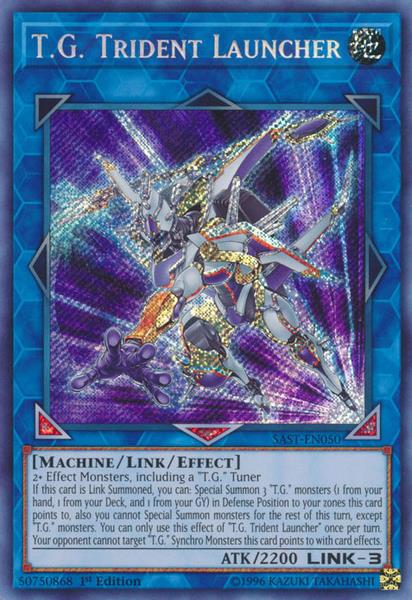 T.G. TRIDENT LAUNCHER
SAST-EN050
[MACHINE/LINK/EFFECT]
2+ Effect Monsters, including a "T.G." Tuner
If this card is Link Summoned, you can: Special Summon 3 "T.G." monsters (1 from your
hand, 1 from your Deck, and 1 from your GY) in Defense Position to your zones this card
points to, also you cannot Special Summon monsters for the rest of this turn, except
"T.G." monsters. You can only use this effect of "T.G. Trident Launcher" once per turn.
Your opponent cannot target "T.G." Synchro Monsters this card points to with card effects.
ATK/2200 LINK-3
50750868 1st Edition ©1996 KAZUKI TAKAHASHI